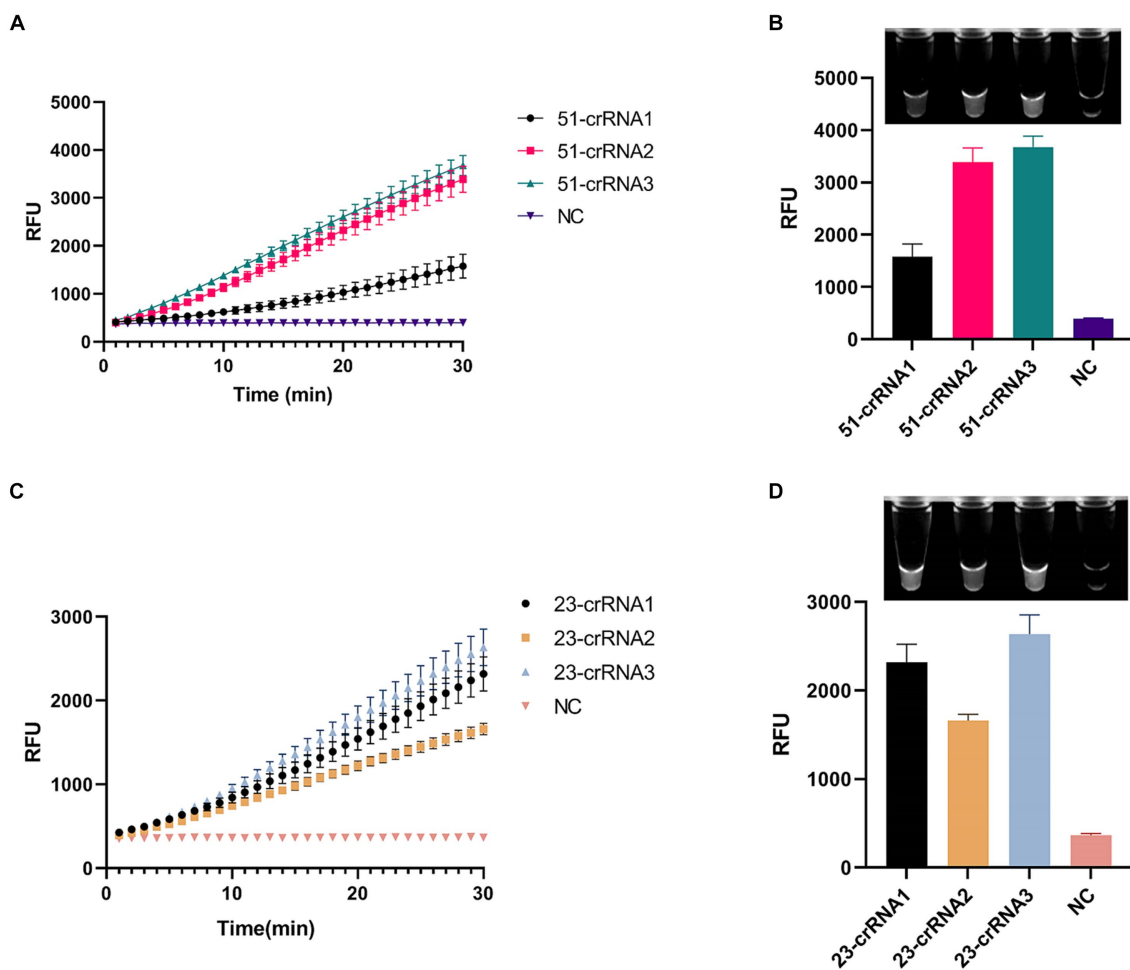 A
5000
4000
3000
2000
1000
0
RFU
0
10
20
30
Time (min)
51-crRNA1
51-crRNA2
51-crRNA3
NC
B
5000
4000
3000
2000
1000
0
RFU
51-crRNA1
51-crRNA2
51-crRNA3
NC
C
3000
2000
1000
0
RFU
0
10
20
30
Time(min)
23-crRNA1
23-crRNA2
23-crRNA3
NC
D
3000
2000
1000
0
RFU
23-crRNA1
23-crRNA2
23-crRNA3
NC